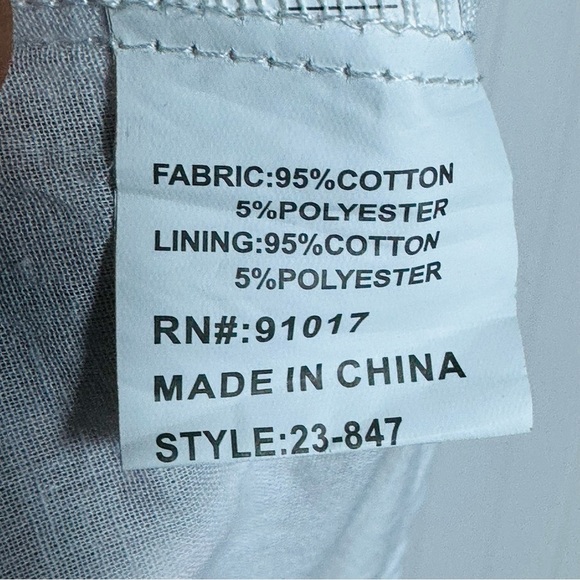 FABRIC:95%COTTON
5%POLYESTER
LINING:95%COTTON
5%POLYESTER
RN#:91017
MADE IN CHINA
STYLE:23-847